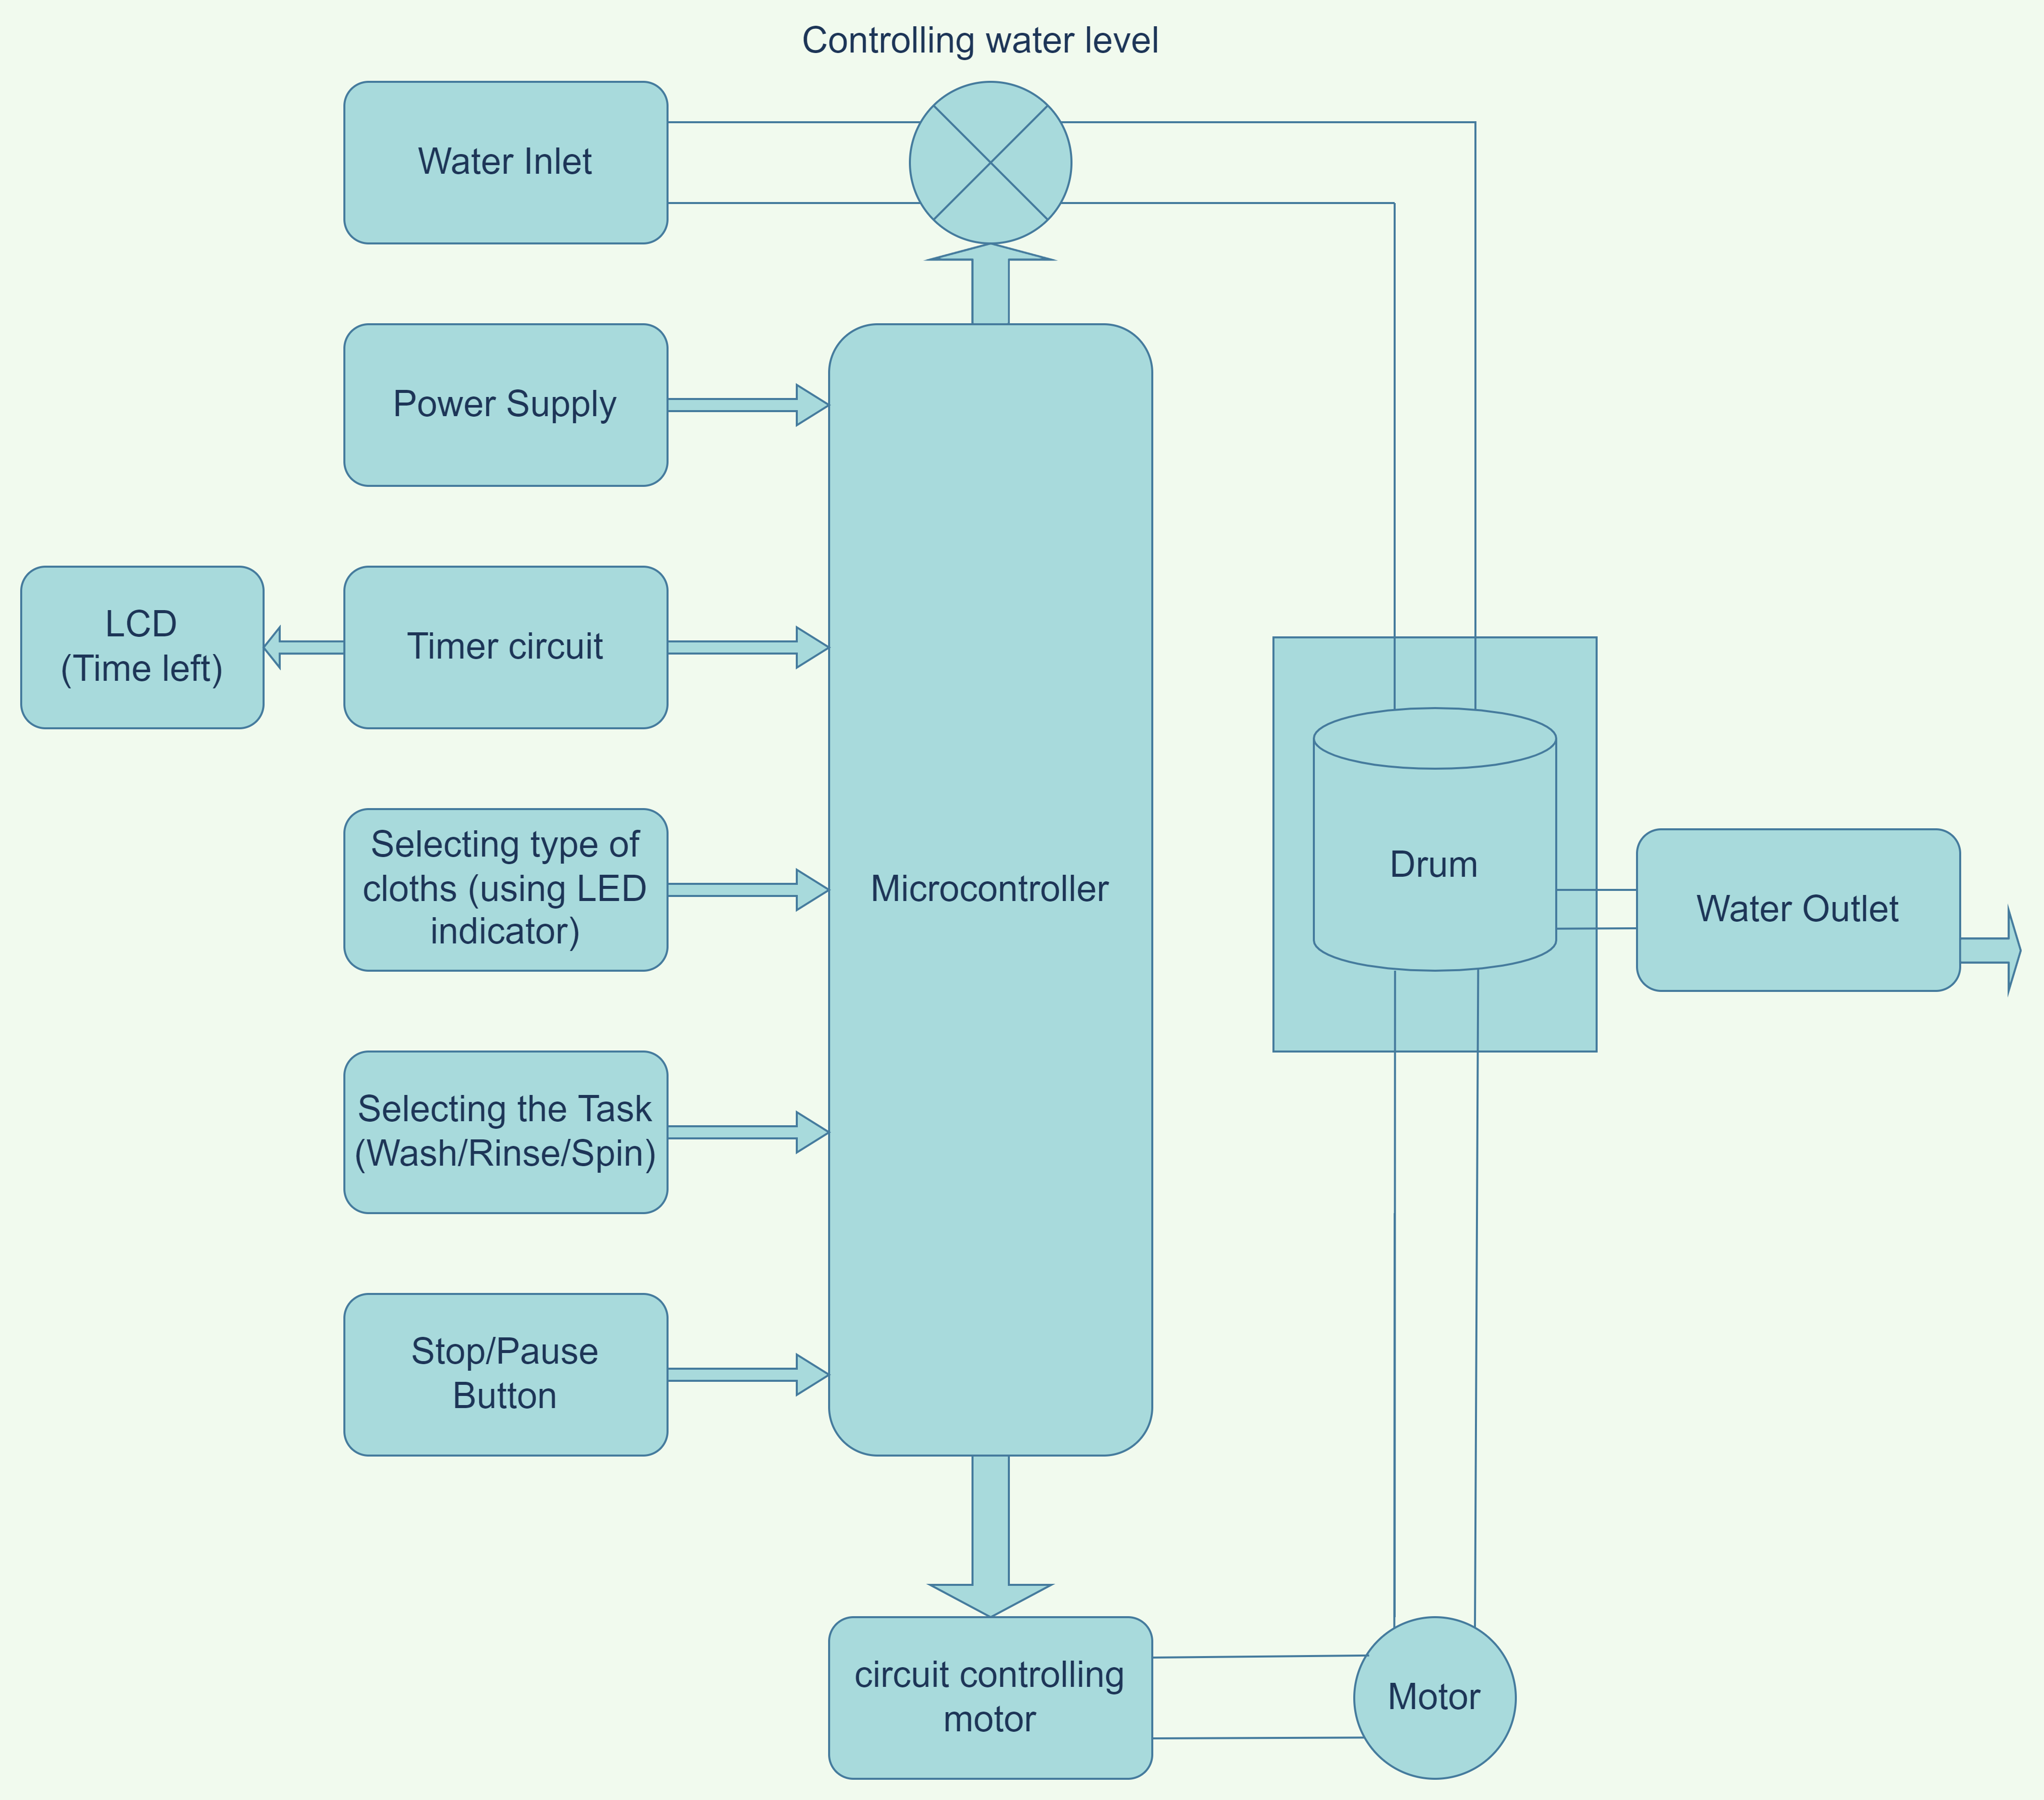 Controlling water level
Water Inlet
Power Supply
LCD
(Time left)
Timer circuit
Selecting type of
cloths (using LED
indicator)
Microcontroller
Drum
Water Outlet
Selecting the Task
(Wash/Rinse/Spin)
Stop/Pause
Button
circuit controlling
motor
Motor